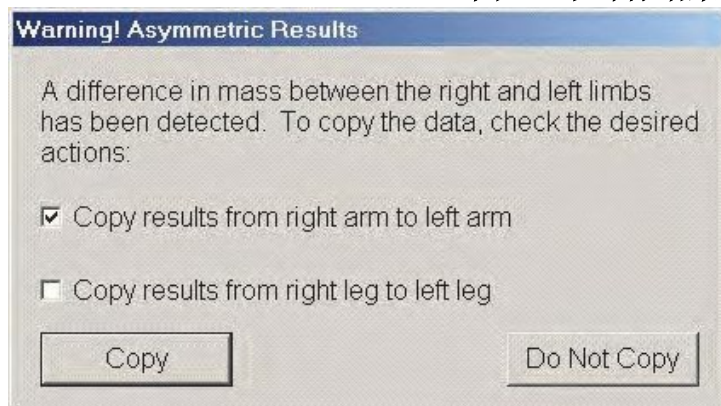 Warning! Asymmetric Results
A difference in mass between the right and left limbs
has been detected. To copy the data, check the desired
actions:
Copy results from right arm to left arm
Copy results from right leg to left leg
Copy
Do Not Copy